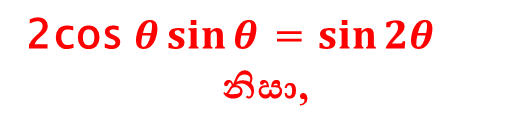 2cos θ sin θ = sin 2θ
නිසා,